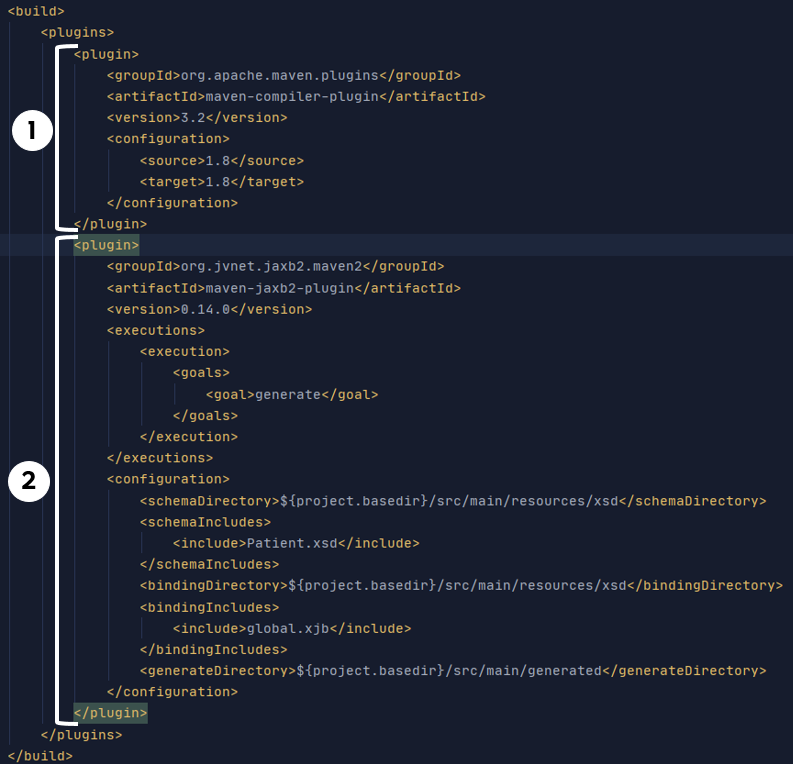 <build>
<plugins>
<plugin>
<groupId>org.apache.maven.plugins</groupId>
<artifactId>maven-compiler-plugin</artifactId>
1
<version>3.2</version>
<configuration>
<source>1.8</source>
<target>1.8</target>
</configuration>
</plugin>
<plugin>
<groupId>org.jvnet.jaxb2.maven2</groupId>
<artifactId>maven-jaxb2-plugin</artifactId>
<version>0.14.0</version>
<executions>
<execution>
<goals>
<goal>generate</goal>
</goals>
</execution>
</executions>
2
<configuration>
<schemaDirectory>${project.basedir}/src/main/resources/xsd</schemaDirectory>
<schemaIncludes>
<include>Patient.xsd</include>
</schemaIncludes>
<bindingDirectory>${project.basedir}/src/main/resources/xsd</bindingDirectory>
<bindingIncludes>
<include>global.xjb</include>
</bindingIncludes>
<generateDirectory>${project.basedir}/src/main/generated</generateDirectory>
</configuration>
</plugin>
</plugins>
</build>